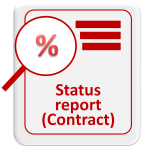 %
Status
report
(Contract)